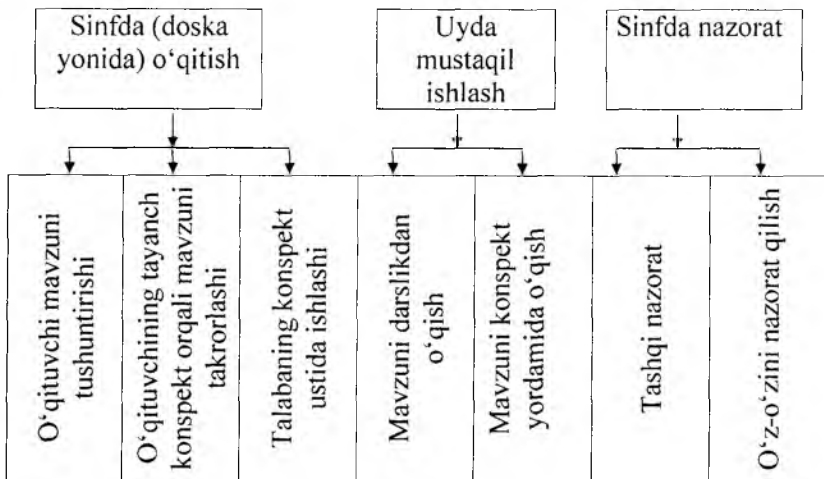 Sinfda (doska
yonida) o‘qitish
Uyda
mustaqil
ishlash
Sinfda nazorat
O‘qituvchi mavzuni
tushuntirishi
O‘qituvchining tayanch
konspekt orqali mavzuni
takrorlashi
Talabaning konspekt
ustida ishlashi
Mavzuni darslikdan
o‘qish
Mavzuni konspekt
yordamida o‘qish
Tashqi nazorat
O‘z-o‘zini nazorat qilish